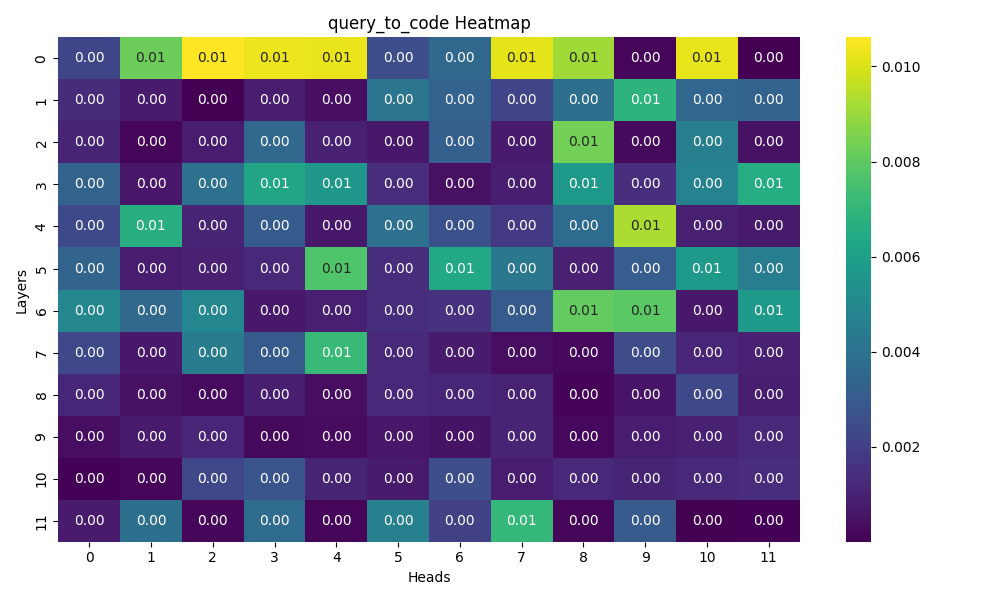 query_to_code Heatmap
0 0.00 0.01 0.01 0.01 0.01 0.00 0.00 0.01 0.01 0.00 0.01 0.00
1 0.00 0.00 0.00 0.00 0.00 0.00 0.00 0.00 0.00 0.01 0.00 0.00
2 0.00 0.00 0.00 0.00 0.00 0.00 0.00 0.00 0.01 0.00 0.00 0.00
3 0.00 0.00 0.00 0.01 0.01 0.00 0.00 0.00 0.01 0.00 0.00 0.01
4 0.00 0.01 0.00 0.00 0.00 0.00 0.00 0.00 0.00 0.01 0.00 0.00
5 0.00 0.00 0.00 0.00 0.01 0.00 0.01 0.00 0.00 0.00 0.01 0.00
6 0.00 0.00 0.00 0.00 0.00 0.00 0.00 0.00 0.01 0.01 0.00 0.01
7 0.00 0.00 0.00 0.00 0.01 0.00 0.00 0.00 0.00 0.00 0.00 0.00
8 0.00 0.00 0.00 0.00 0.00 0.00 0.00 0.00 0.00 0.00 0.00 0.00
9 0.00 0.00 0.00 0.00 0.00 0.00 0.00 0.00 0.00 0.00 0.00 0.00
10 0.00 0.00 0.00 0.00 0.00 0.00 0.00 0.00 0.00 0.00 0.00 0.00
11 0.00 0.00 0.00 0.00 0.00 0.00 0.00 0.01 0.00 0.00 0.00 0.00
0 1 2 3 4 5 6 7 8 9 10 11
Heads
Layers
0.010
0.008
0.006
0.004
0.002